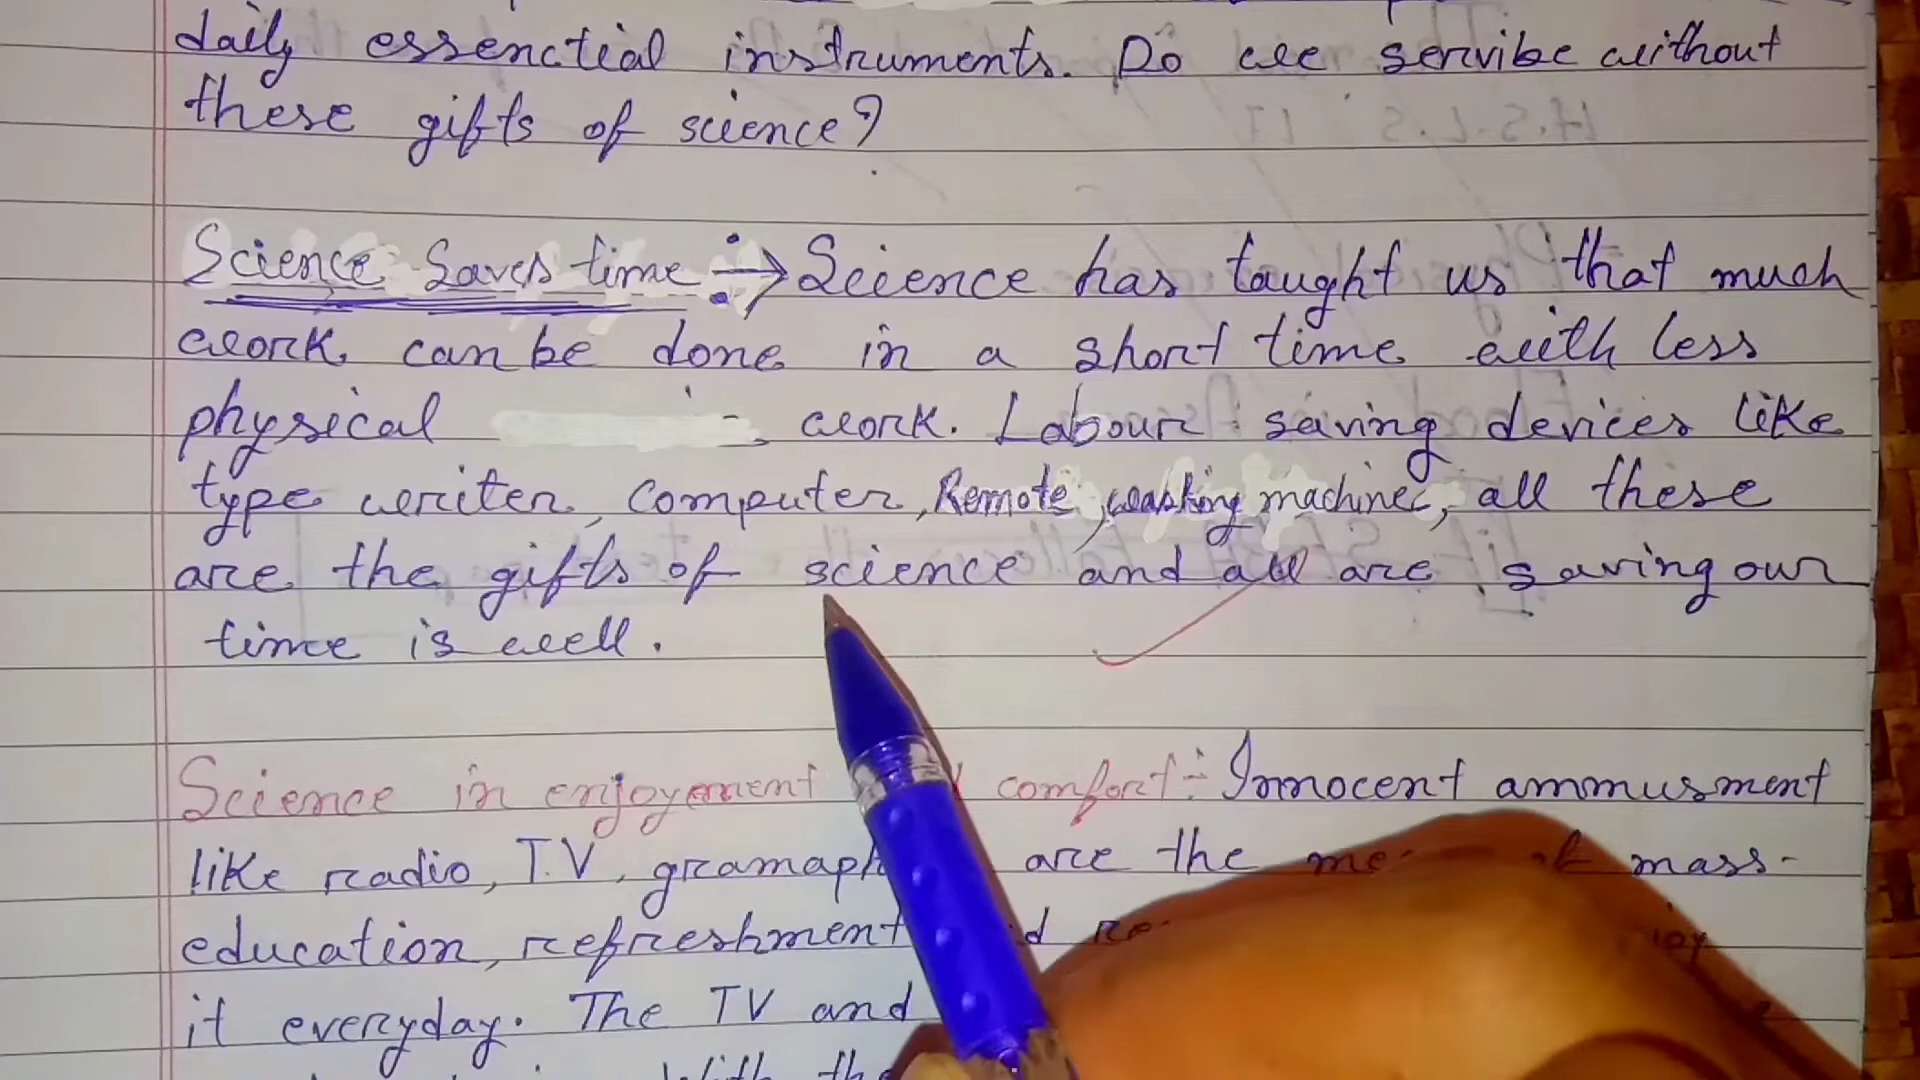 daily essenctial instruments. Do we servibe without
these gifts of science?
Science Saves time :→ Science has taught us that much
work can be done in a short time with less
physical work. Labour saving devices like
type writer, computer, Remote, washing machine, all these
are the gifts of science and all are saving our
time is well.
Science in enjoyement comfort:- Innocent ammusment
like radio, T.V, are the mass-
education, refreshment
it everyday. The TV and
With